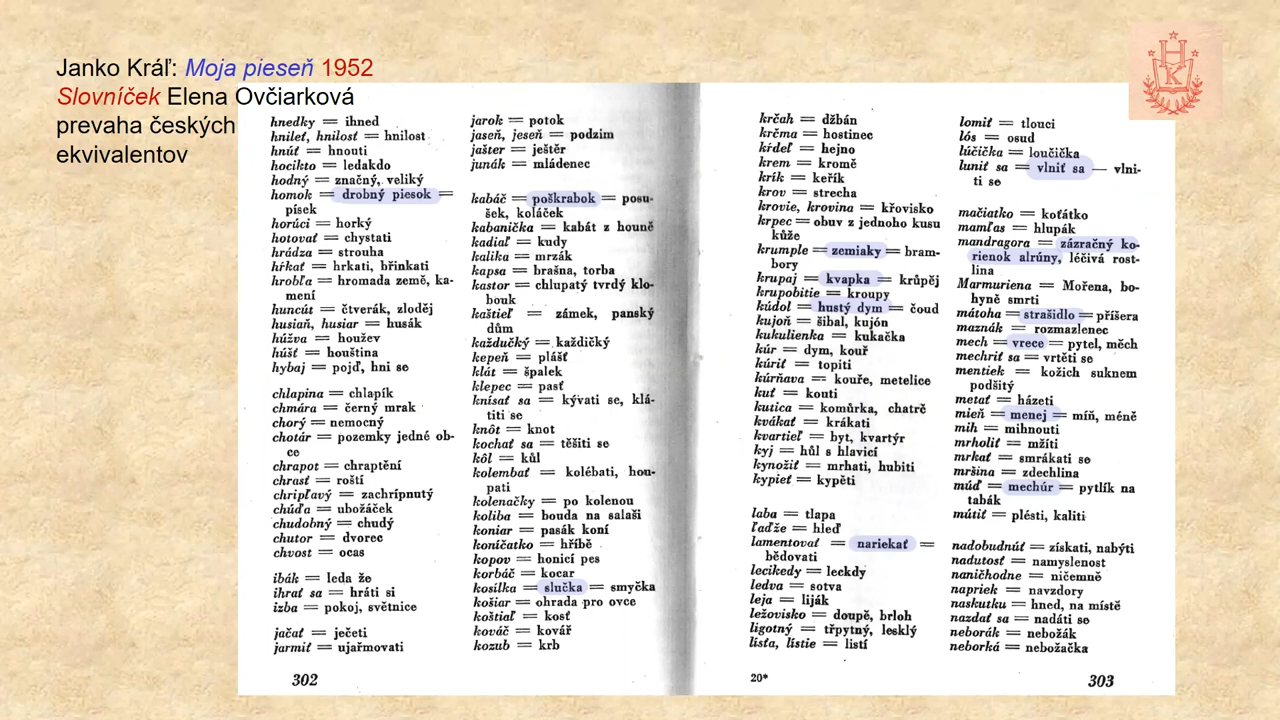 Janko Kráľ: Moja pieseň 1952
Slovníček Elena Ovčiarková
prevaha českých
ekvivalentov
hnedky = ihned
hnileť, hnilosť = hnilost
hnúť = hnouti
hocikto = ledakdo
hodný = značný, veliký
homok = drobný piesok =
písek
horúci = horký
hotovať = chystati
hrádza = strouha
hŕkať = hrkati, břinkati
hrobľa = hromada země, ka-
mení
huncút = čtverák, zloděj
husiaň, husiar = husák
húžva = houžev
húšť = houština
hybaj = pojď, hni se
chlapina = chlapík
chmára = černý mrak
chorý = nemocný
chotár = pozemky jedné ob-
ce
chrapot = chraptění
chrasť = roští
chripľavý = zachrípnutý
chúďa = ubožáček
chudobný = chudý
chutor = dvorec
chvost = ocas
ibák = leda že
ihrať sa = hráti si
izba = pokoj, světnice
jačať = ječeti
jarmiť = ujařmovati
302
jarok = potok
jaseň, jeseň = podzim
jašter = ještěr
junák = mládenec
kabáč = poškrabok = posu-
šek, koláček
kabanička = kabát z houně
kadiaľ = kudy
kalika = mrzák
kapsa = brašna, torba
kastor = chlupatý tvrdý klo-
bouk
kaštieľ = zámek, panský
dům
každučký = každičký
kepeň = plášť
klát = špalek
klepec = pasť
knísať sa = kývati se, klá-
titi se
knôt = knot
kochať sa = těšiti se
kôl = kůl
kolembať = kolébati, hou-
pati
kolenačky = po kolenou
koliba = bouda na salaši
koniar = pasák koní
koničatko = hříbě
kopov = honicí pes
korbáč = kocar
kosílka = slučka = smyčka
košiar = ohrada pro ovce
koštiaľ = kosť
kováč = kovář
kozub = krb
krčah = džbán
krčma = hostinec
kŕdeľ = hejno
krem = kromě
krík = keřík
krov = strecha
krovie, krovina = křovisko
krpec = obuv z jednoho kusu
kůže
krumple = zemiaky = bram-
bory
krupaj = kvapka = krůpěj
krupobitie = kroupy
kúdol = hustý dym = čoud
kujoň = šibal, kujón
kukulienka = kukačka
kúr = dym, kouř
kúriť = topiti
kúrňava = kouře, metelice
kuť = kouti
kutica = komůrka, chatrě
kvákať = krákati
kvartieľ = byt, kvartýr
kyj = hůl s hlavicí
kynožiť = mrhati, hubiti
kypieť = kypěti
laba = tlapa
ľaďže = hleď
lamentovať = nariekať =
bědovati
lecikedy = leckdy
ledva = sotva
leja = liják
ležovisko = doupě, brloh
ligotný = třpytný, lesklý
lista, lístie = listí
20*
lomiť = tlouci
lós = osud
lúčička = loučička
luniť sa = vlniť sa — vlni-
ti se
mačiatko = koťátko
mamľas = hlupák
mandragora = zázračný ko-
rienok alrúny, léčivá rost-
lina
Marmuriena = Mořena, bo-
hyně smrti
mátoha = strašidlo = příšera
maznák = rozmazlenec
mech = vrece = pytel, měch
mechriť sa = vrtěti se
mentiek = kožich suknem
podšitý
metať = házeti
mieň = menej = míň, méně
mih = mihnouti
mrholiť = mžíti
mrkať = smrákati se
mršina = zdechlina
múď = mechúr = pytlík na
tabák
mútiť = plésti, kaliti
nadobudnúť = získati, nabýti
nadutosť = namyslenost
naničhodne = ničemně
napriek = navzdory
naskutku = hned, na místě
nazdať sa = nadáti se
neborák = nebožák
neborká = nebožačka
303
H
K